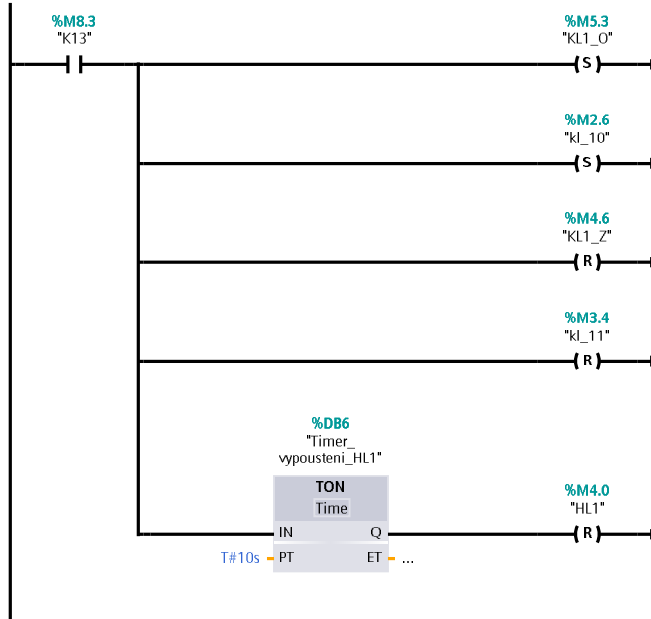 %M8.3
"K13"
%M5.3
"KL1_O"
S
%M2.6
"kl_10"
S
%M4.6
"KL1_Z"
R
%M3.4
"kl_11"
R
%DB6
"Timer_
vypousteni_HL1"
TON
Time
%M4.0
"HL1"
IN Q
R
T#10s PT ET ...